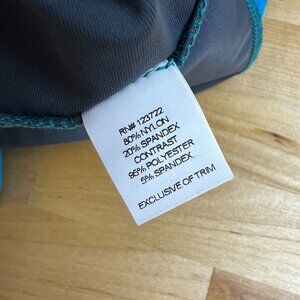 RN# 123722
80% NYLON
20% SPANDEX
CONTRAST
95% POLYESTER
5% SPANDEX
EXCLUSIVE OF TRIM